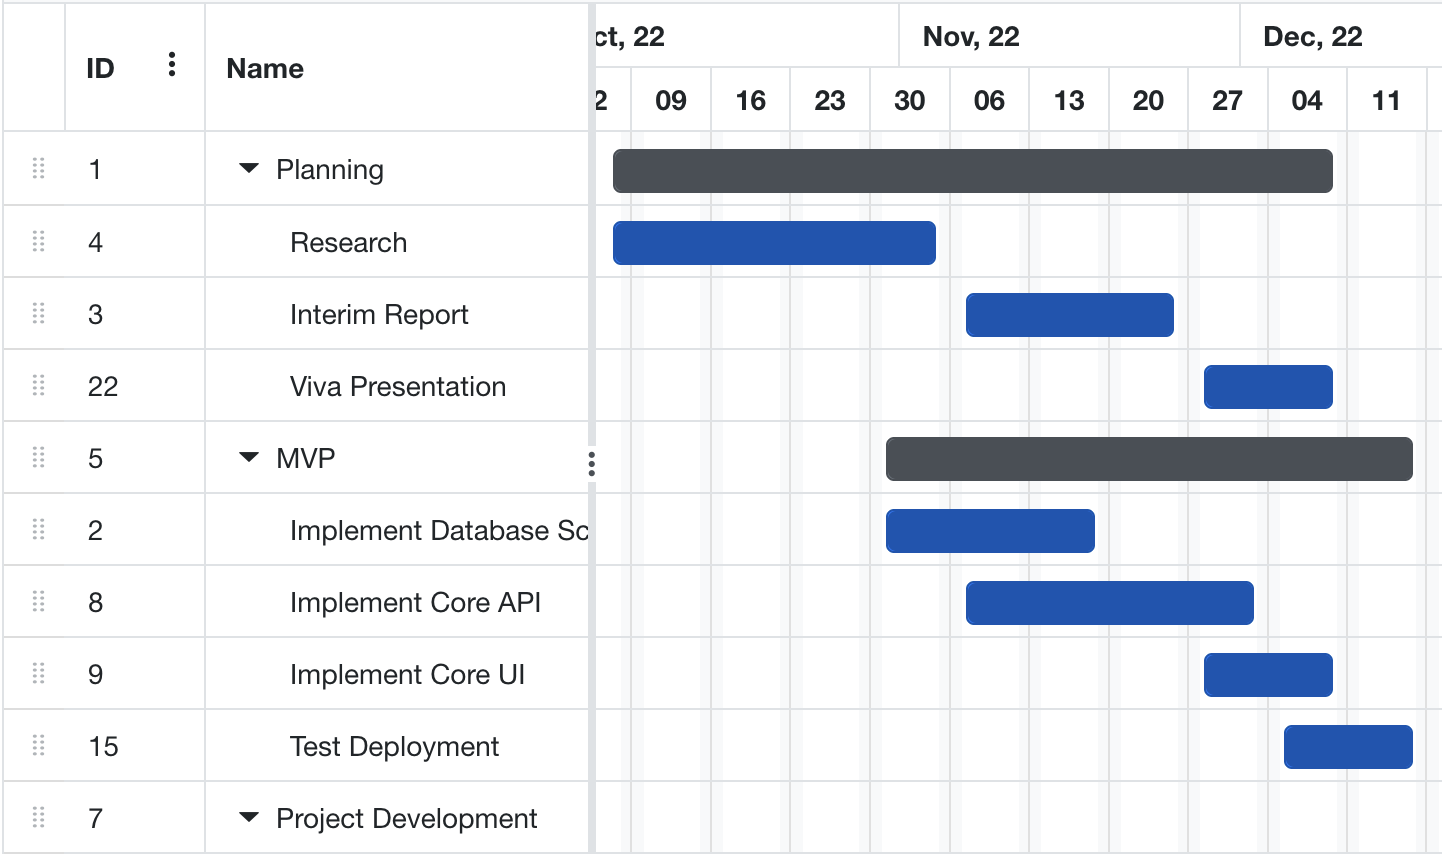 ID Name ct, 22 Nov, 22 Dec, 22
2 09 16 23 30 06 13 20 27 04 11
1 Planning
4 Research
3 Interim Report
22 Viva Presentation
5 MVP
2 Implement Database Sc
8 Implement Core API
9 Implement Core UI
15 Test Deployment
7 Project Development